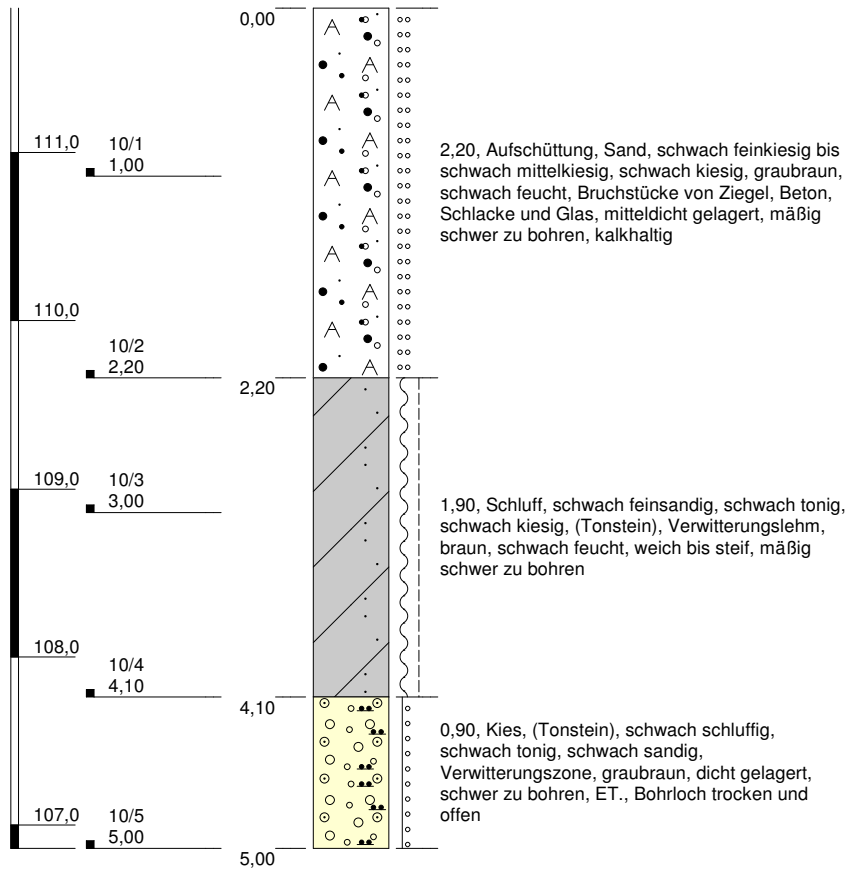 0,00
111,0
10/1
1,00
2,20, Aufschüttung, Sand, schwach feinkiesig bis
schwach mittelkiesig, schwach kiesig, graubraun,
schwach feucht, Bruchstücke von Ziegel, Beton,
Schlacke und Glas, mitteldicht gelagert, mäßig
schwer zu bohren, kalkhaltig
110,0
10/2
2,20
2,20
109,0
10/3
3,00
1,90, Schluff, schwach feinsandig, schwach tonig,
schwach kiesig, (Tonstein), Verwitterungslehm,
braun, schwach feucht, weich bis steif, mäßig
schwer zu bohren
108,0
10/4
4,10
4,10
0,90, Kies, (Tonstein), schwach schluffig,
schwach tonig, schwach sandig,
Verwitterungszone, graubraun, dicht gelagert,
schwer zu bohren, ET., Bohrloch trocken und
offen
107,0
10/5
5,00
5,00